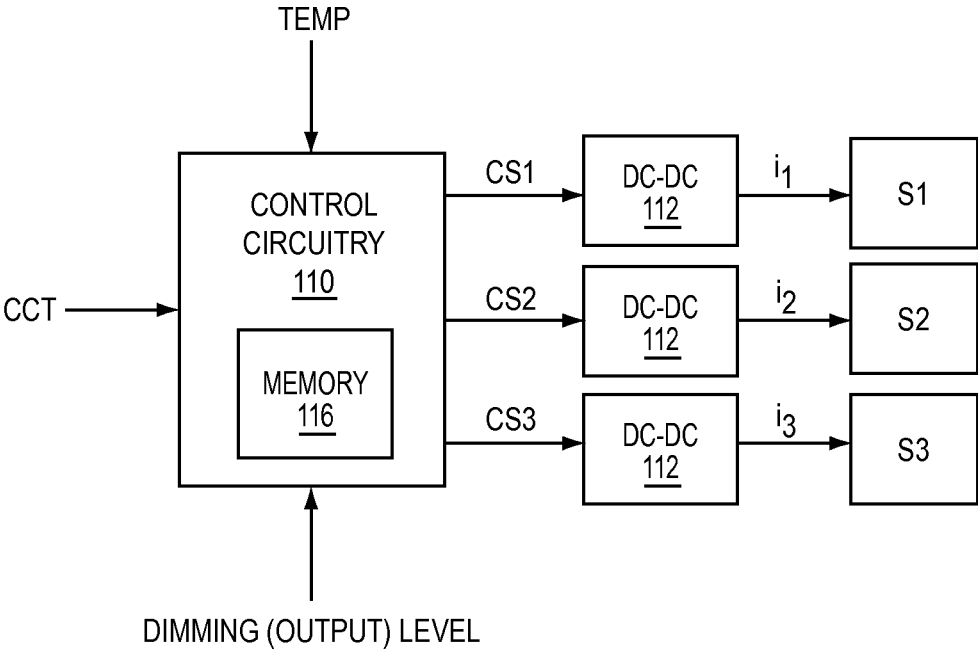 TEMP
CONTROL
CIRCUITRY
110
MEMORY
116
CCT
DIMMING (OUTPUT) LEVEL
CS1
DC-DC
112
i1
S1
CS2
DC-DC
112
i2
S2
CS3
DC-DC
112
i3
S3